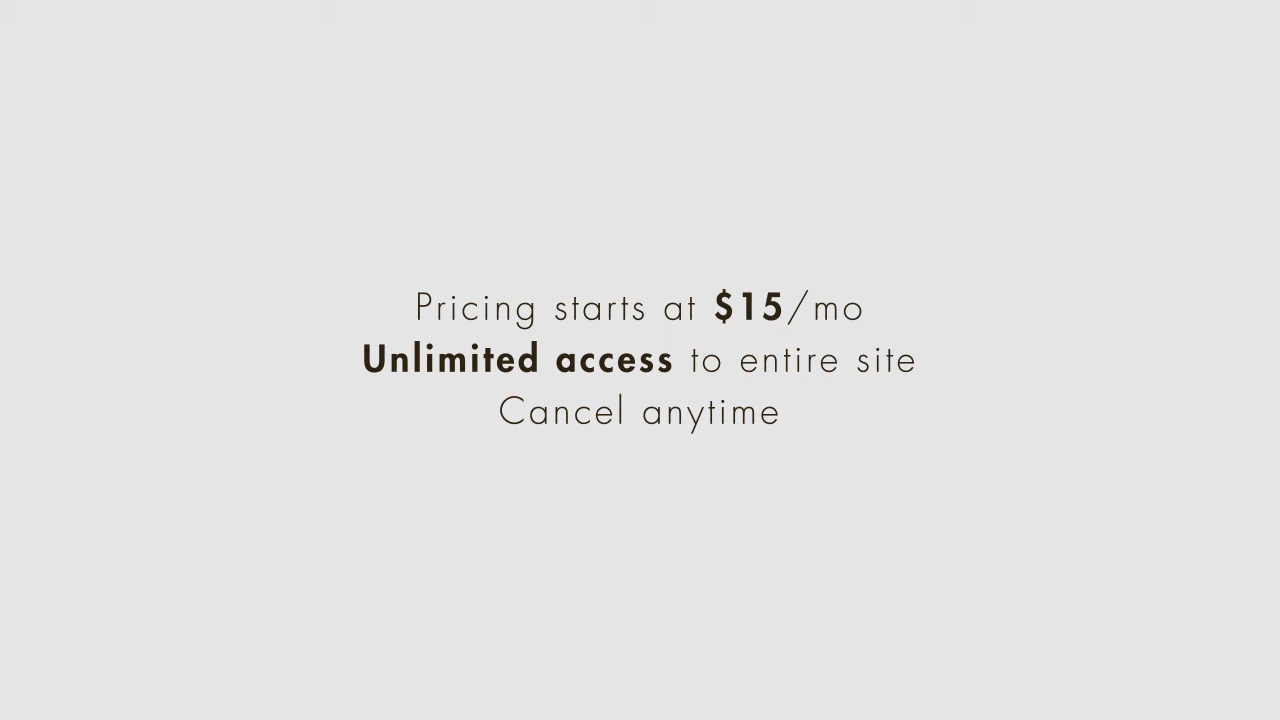 Pricing starts at $15/mo
Unlimited access to entire site
Cancel anytime